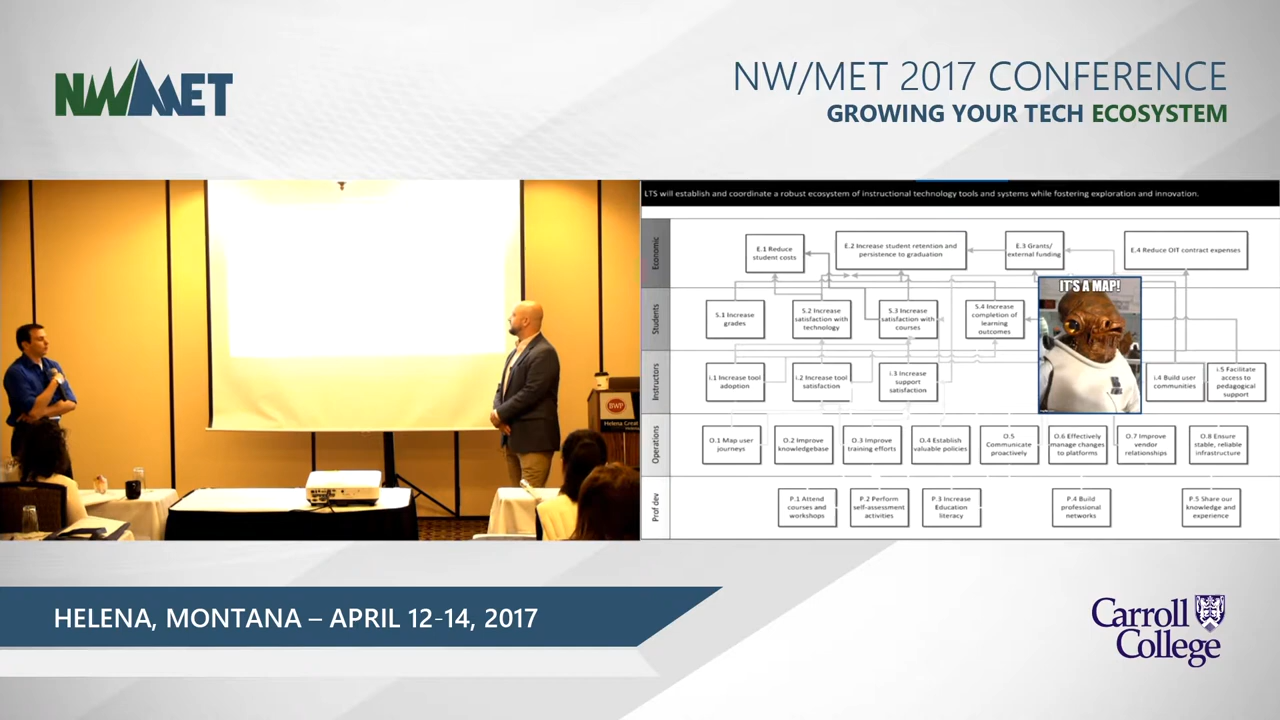 NWMET
NW/MET 2017 CONFERENCE
GROWING YOUR TECH ECOSYSTEM
LTS will establish and coordinate a robust ecosystem of instructional technology tools and systems while fostering exploration and innovation.
Economic
E.1 Reduce
student costs
E.2 Increase student retention and
persistence to graduation
E.3 Grants/
external funding
E.4 Reduce OIT contract expenses
IT'S A MAP!
Students
S.1 Increase
grades
S.2 Increase
satisfaction with
technology
S.3 Increase
satisfaction with
courses
S.4 Increase
completion of
learning
outcomes
Instructors
i.1 Increase tool
adoption
i.2 Increase tool
satisfaction
i.3 Increase
support
satisfaction
i.4 Build user
communities
i.5 Facilitate
access to
pedagogical
support
Operations
O.1 Map user
journeys
O.2 Improve
knowledgebase
O.3 Improve
training efforts
O.4 Establish
valuable policies
O.5
Communicate
proactively
O.6 Effectively
manage changes
to platforms
O.7 Improve
vendor
relationships
O.8 Ensure
stable, reliable
infrastructure
Prof dev
P.1 Attend
courses and
workshops
P.2 Perform
self-assessment
activities
P.3 Increase
Education
literacy
P.4 Build
professional
networks
P.5 Share our
knowledge and
experience
BWP
Helena Great
HELENA, MONTANA – APRIL 12-14, 2017
Carroll
College